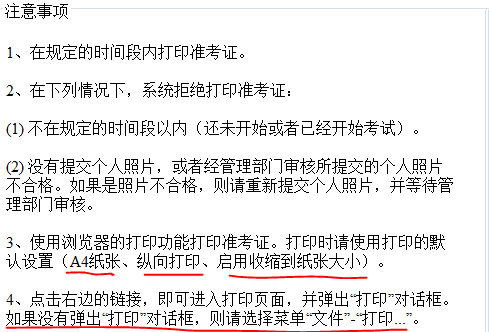 注意事项
1、在规定的时间段内打印准考证。
2、在下列情况下，系统拒绝打印准考证：
(1) 不在规定的时间段以内（还未开始或者已经开始考试）。
(2) 没有提交个人照片，或者经管理部门审核所提交的个人照片
不合格。如果是照片不合格，则请重新提交个人照片，并等待管
理部门审核。
3、使用浏览器的打印功能打印准考证。打印时请使用打印的默
认设置（A4纸张、纵向打印、启用收缩到纸张大小）。
4、点击右边的链接，即可进入打印页面，并弹出“打印”对话框。
如果没有弹出“打印”对话框，则请选择菜单“文件”-“打印...”。